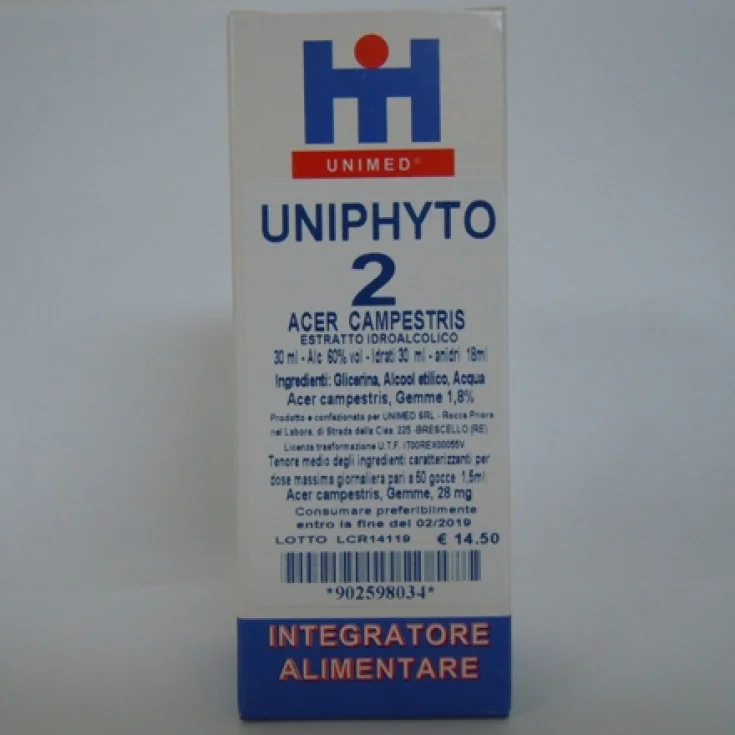 UNIMED®
UNIPHYTO
2
ACER CAMPESTRIS
ESTRATTO IDROALCOLICO
30 ml - Alc 60% vol - Idrati 30 ml - anidri 18ml
Ingredienti: Glicerina, Alcool etilico, Acqua
Acer campestris, Gemme 1,8%
Prodotto e confezionato per UNIMED SRL - Rocca Priora
nel Labora. di Strada della Cisa, 225 -BRESCELLO (RE)
Licenza trasformazione U.T.F. IT00REX00055V
Tenore medio degli ingredienti caratterizzanti per
dose massima giornaliera pari a 50 gocce 1,5ml:
Acer campestris, Gemme, 28 mg
Consumare preferibilmente
entro la fine del 02/2019
LOTTO LCR14119 € 14.50
*902598034*
INTEGRATORE
ALIMENTARE